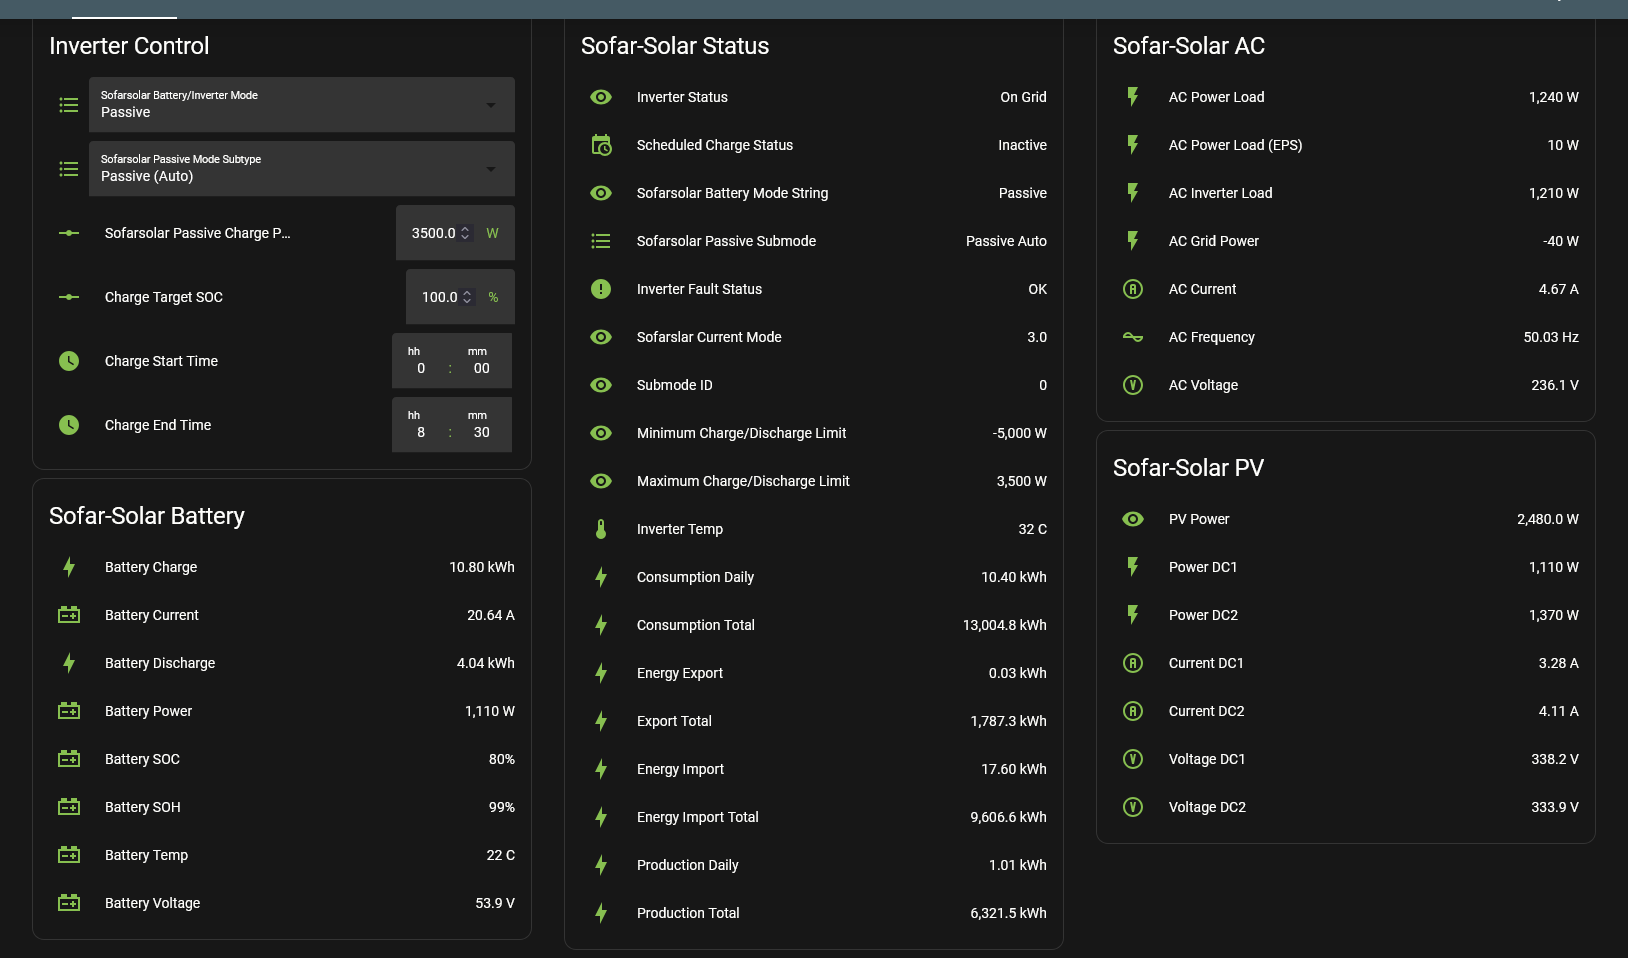 Inverter Control
Sofarsolar Battery/Inverter Mode
Passive
Sofarsolar Passive Mode Subtype
Passive (Auto)
Sofarsolar Passive Charge P... 3500.0 W
Charge Target SOC 100.0 %
hh mm
Charge Start Time 0 : 00
hh mm
Charge End Time 8 : 30
Sofar-Solar Battery
Battery Charge 10.80 kWh
Battery Current 20.64 A
Battery Discharge 4.04 kWh
Battery Power 1,110 W
Battery SOC 80%
Battery SOH 99%
Battery Temp 22 C
Battery Voltage 53.9 V
Sofar-Solar Status
Inverter Status On Grid
Scheduled Charge Status Inactive
Sofarsolar Battery Mode String Passive
Sofarsolar Passive Submode Passive Auto
Inverter Fault Status OK
Sofarslar Current Mode 3.0
Submode ID 0
Minimum Charge/Discharge Limit -5,000 W
Maximum Charge/Discharge Limit 3,500 W
Inverter Temp 32 C
Consumption Daily 10.40 kWh
Consumption Total 13,004.8 kWh
Energy Export 0.03 kWh
Export Total 1,787.3 kWh
Energy Import 17.60 kWh
Energy Import Total 9,606.6 kWh
Production Daily 1.01 kWh
Production Total 6,321.5 kWh
Sofar-Solar AC
AC Power Load 1,240 W
AC Power Load (EPS) 10 W
AC Inverter Load 1,210 W
AC Grid Power -40 W
AC Current 4.67 A
AC Frequency 50.03 Hz
AC Voltage 236.1 V
Sofar-Solar PV
PV Power 2,480.0 W
Power DC1 1,110 W
Power DC2 1,370 W
Current DC1 3.28 A
Current DC2 4.11 A
Voltage DC1 338.2 V
Voltage DC2 333.9 V